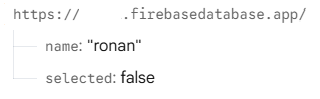 https:// .firebasedatabase.app/
name: "ronan"
selected: false